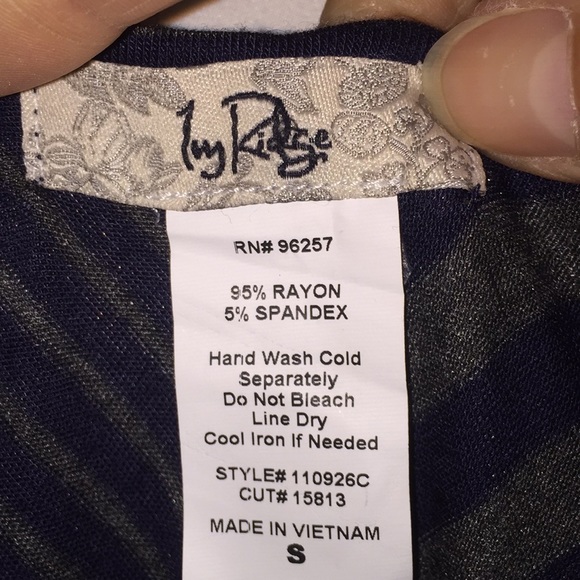 Ivy Ridge
RN# 96257
95% RAYON
5% SPANDEX
Hand Wash Cold
Separately
Do Not Bleach
Line Dry
Cool Iron If Needed
STYLE# 110926C
CUT# 15813
MADE IN VIETNAM
S